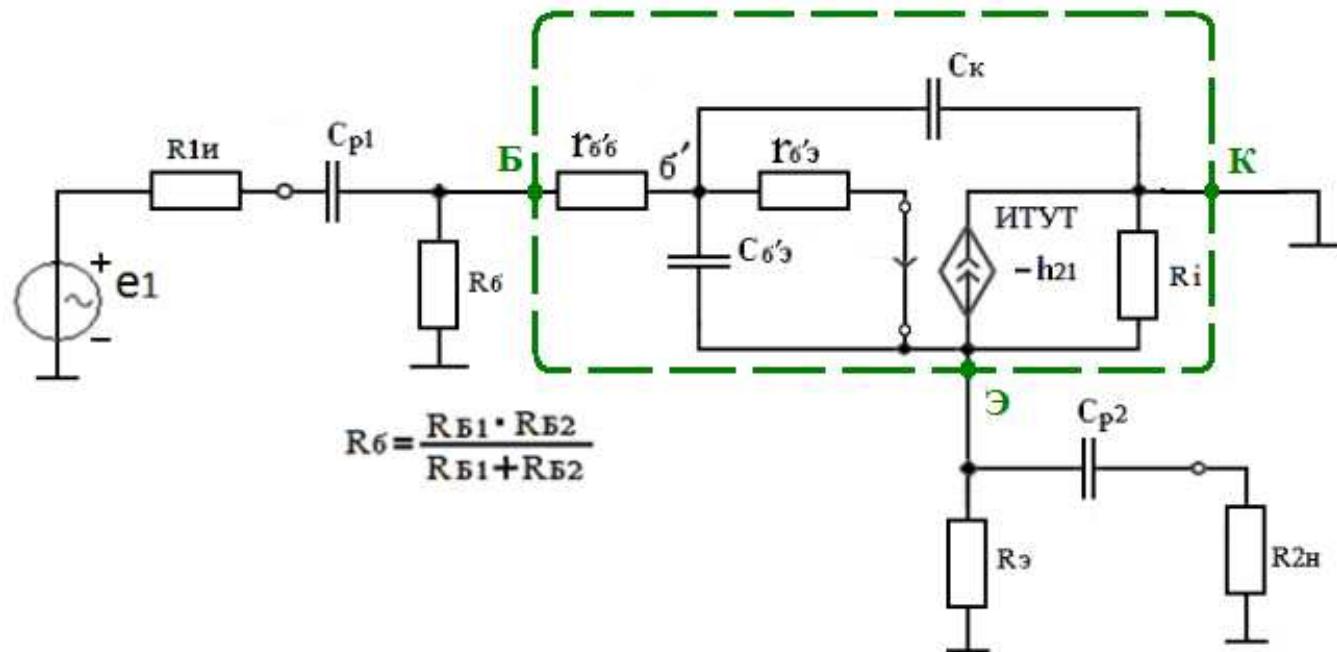 Cк
R1и
Cр1
Б
rб′б
б′
rб′э
К
+
e1
−
Rб
Cб′э
ИТУТ
−h21
Ri
Э
Cр2
Rб = RБ1 · RБ2 / RБ1 + RБ2
Rэ
R2н